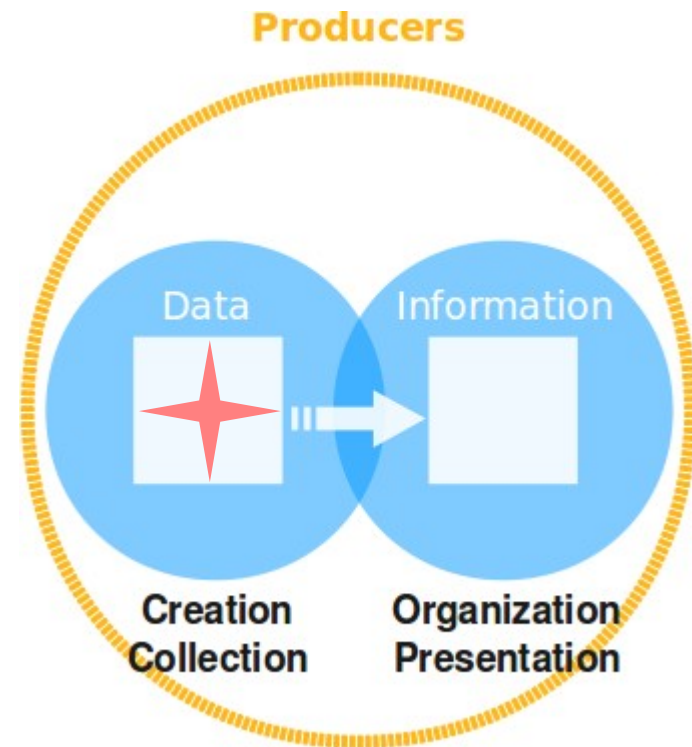 Producers
Data
Information
Creation
Collection
Organization
Presentation